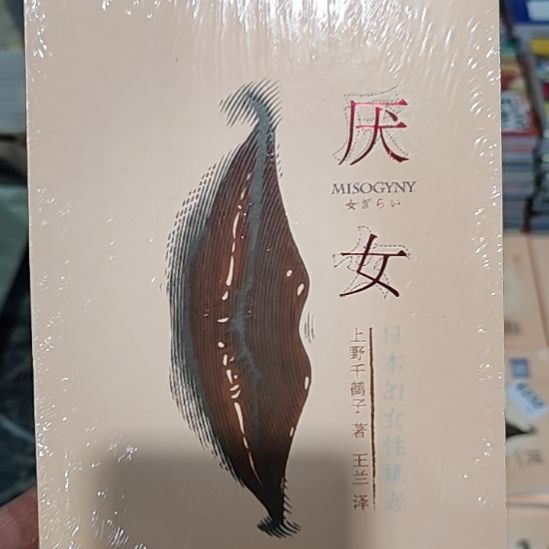 厌
MISOGYNY
女ぎらい
女
日本的女性嫌恶
上野千鹤子 著 王兰 译